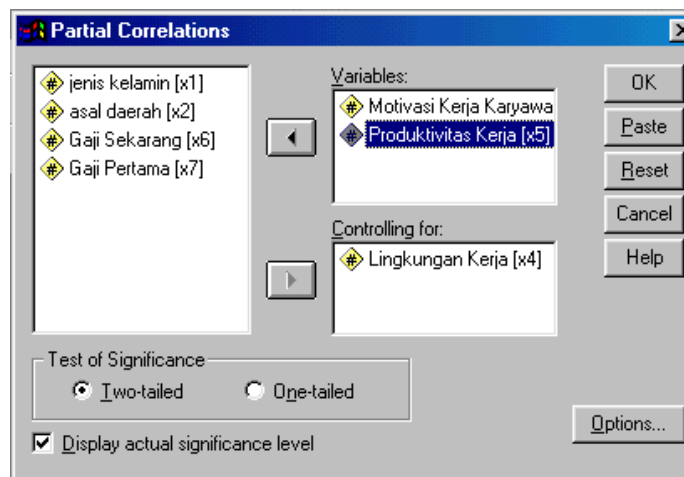 Partial Correlations
jenis kelamin [x1]
asal daerah [x2]
Gaji Sekarang [x6]
Gaji Pertama [x7]
Variables:
Motivasi Kerja Karyawa
Produktivitas Kerja [x5]
Controlling for:
Lingkungan Kerja [x4]
OK
Paste
Reset
Cancel
Help
Test of Significance
Two-tailed
One-tailed
Display actual significance level
Options...